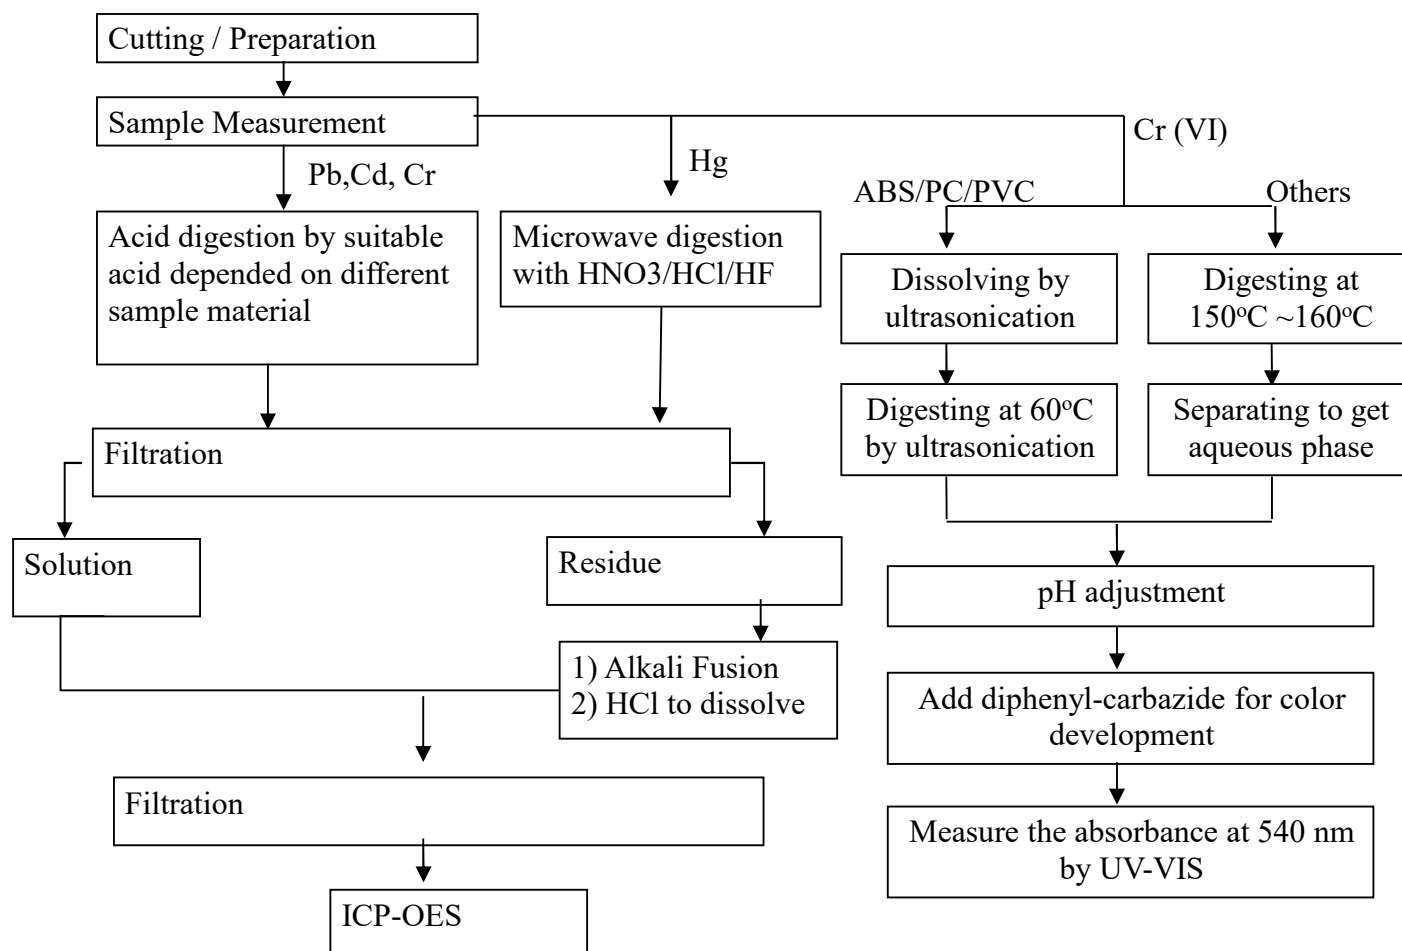 Cutting / Preparation
Sample Measurement
Cr (VI)
Pb,Cd, Cr
Hg
ABS/PC/PVC
Others
Acid digestion by suitable
acid depended on different
sample material
Microwave digestion
with HNO3/HCl/HF
Dissolving by
ultrasonication
Digesting at
150°C ~160°C
Digesting at 60°C
by ultrasonication
Separating to get
aqueous phase
Filtration
Solution
Residue
pH adjustment
1) Alkali Fusion
2) HCl to dissolve
Add diphenyl-carbazide for color
development
Filtration
Measure the absorbance at 540 nm
by UV-VIS
ICP-OES